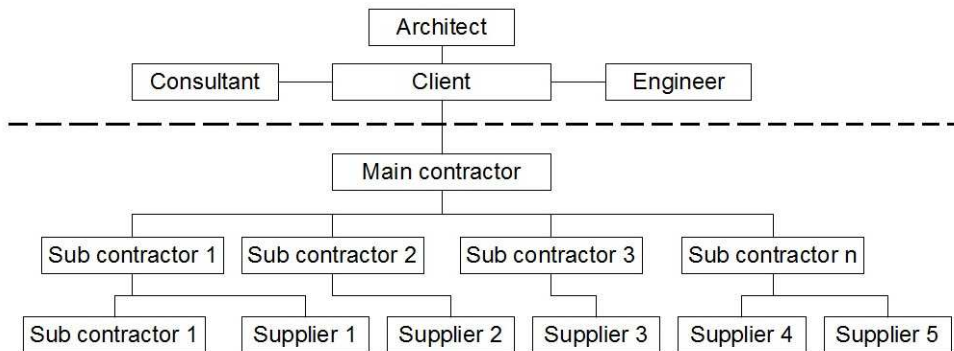 Architect
Consultant
Client
Engineer
Main contractor
Sub contractor 1
Sub contractor 2
Sub contractor 3
Sub contractor n
Sub contractor 1
Supplier 1
Supplier 2
Supplier 3
Supplier 4
Supplier 5